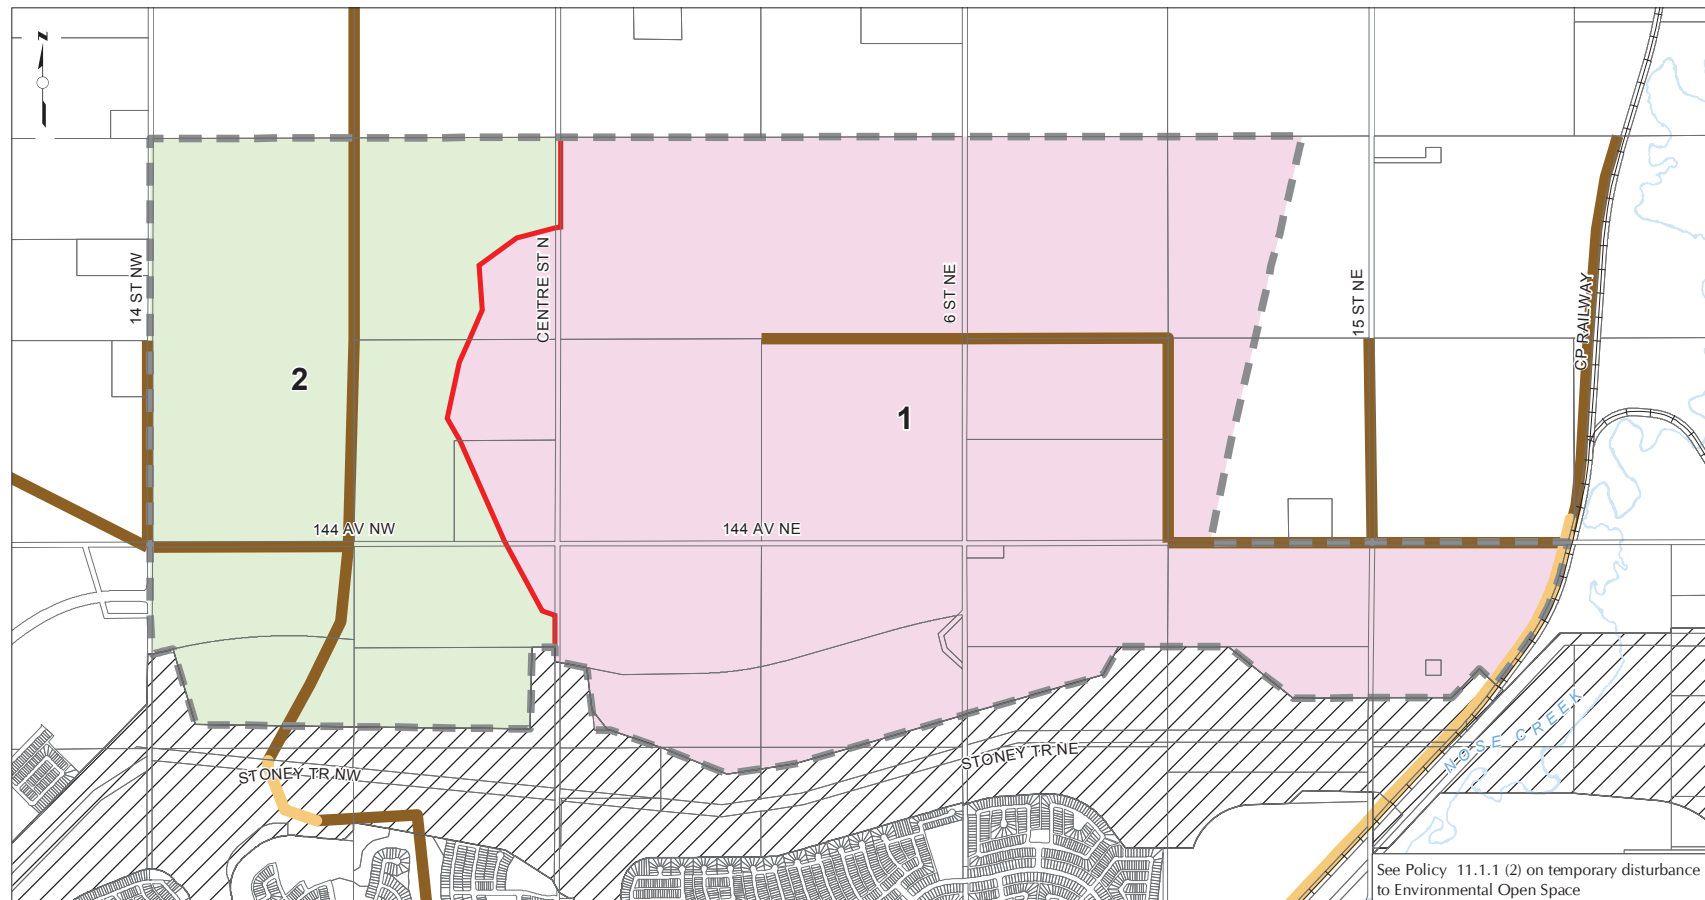 N
14 ST NW
CENTRE ST N
6 ST NE
15 ST NE
CP RAILWAY
2
1
144 AV NW
144 AV NE
STONEY TR NW
STONEY TR NE
NOSE CREEK
See Policy 11.1.1 (2) on temporary disturbance
to Environmental Open Space